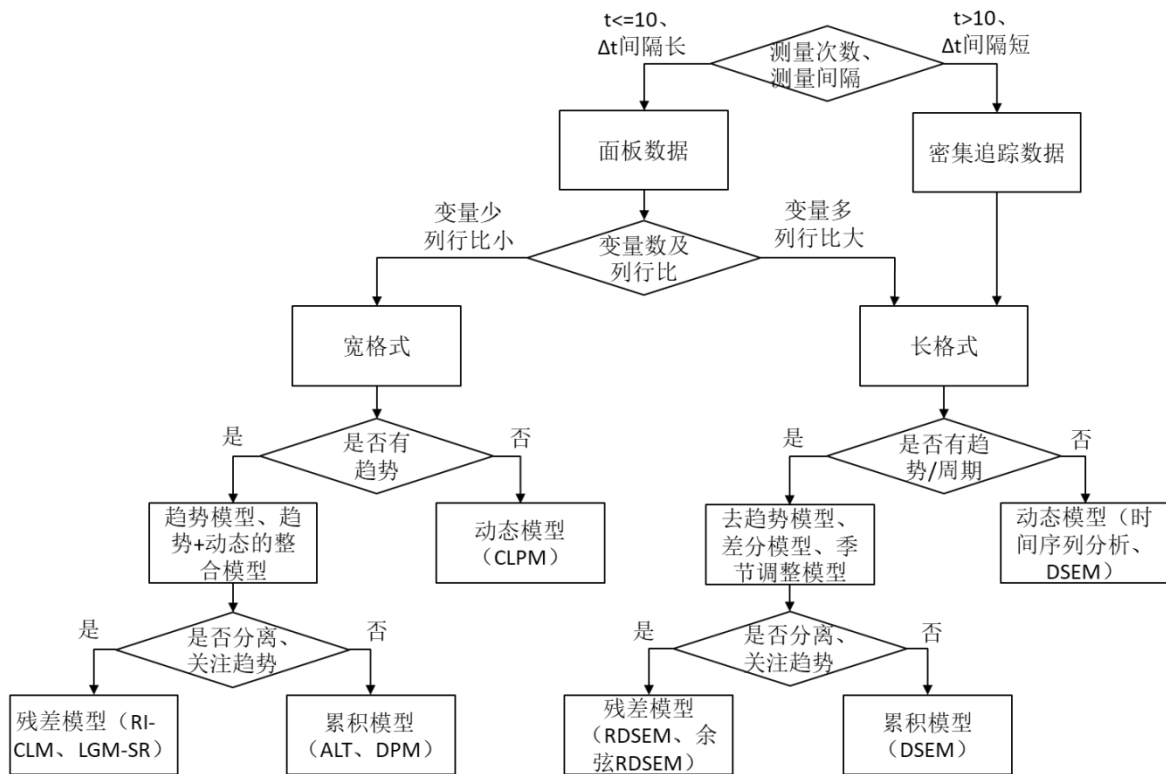 t<=10、
Δt间隔长
t>10、
Δt间隔短
测量次数、
测量间隔
面板数据
密集追踪数据
变量少
列行比小
变量数及
列行比
变量多
列行比大
宽格式
长格式
是
是否有
趋势
否
是
是否有趋
势/周期
否
趋势模型、趋
势+动态的整
合模型
动态模型
（CLPM）
去趋势模型、
差分模型、季
节调整模型
动态模型（时
间序列分析、
DSEM）
是
是否分离、
关注趋势
否
是
是否分离、
关注趋势
否
残差模型（RI-
CLM、LGM-SR）
累积模型
（ALT、DPM）
残差模型
（RDSEM、余
弦RDSEM）
累积模型
（DSEM）